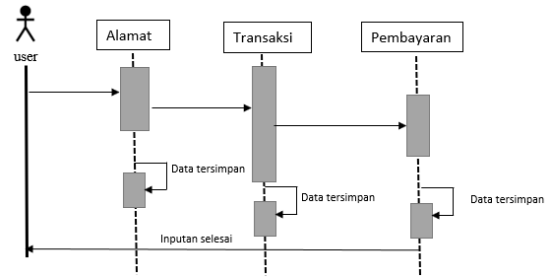 Alamat
Transaksi
Pembayaran
user
Data tersimpan
Data tersimpan
Data tersimpan
Inputan selesai